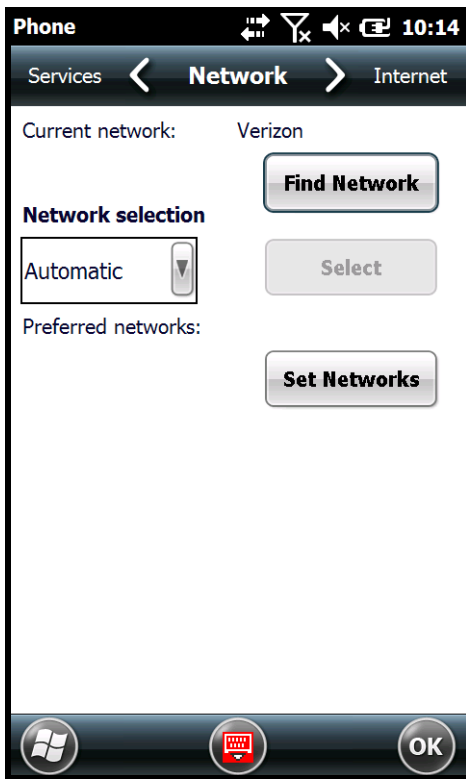 Phone 10:14
Services Network Internet
Current network: Verizon
Find Network
Network selection
Automatic Select
Preferred networks:
Set Networks
OK